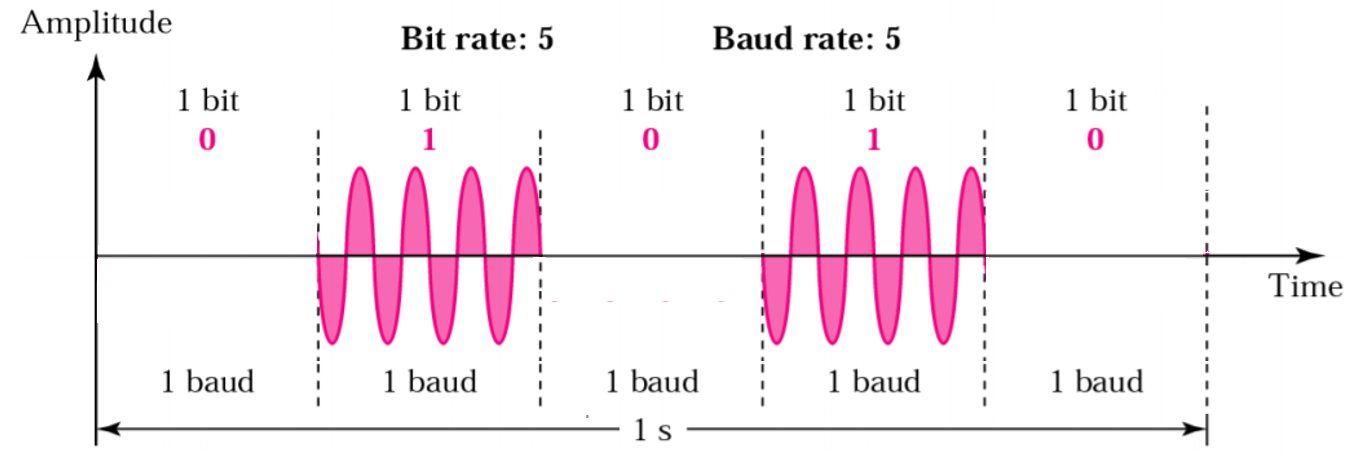 Amplitude
Bit rate: 5 Baud rate: 5
1 bit 1 bit 1 bit 1 bit 1 bit
0 1 0 1 0
Time
1 baud 1 baud 1 baud 1 baud 1 baud
1 s